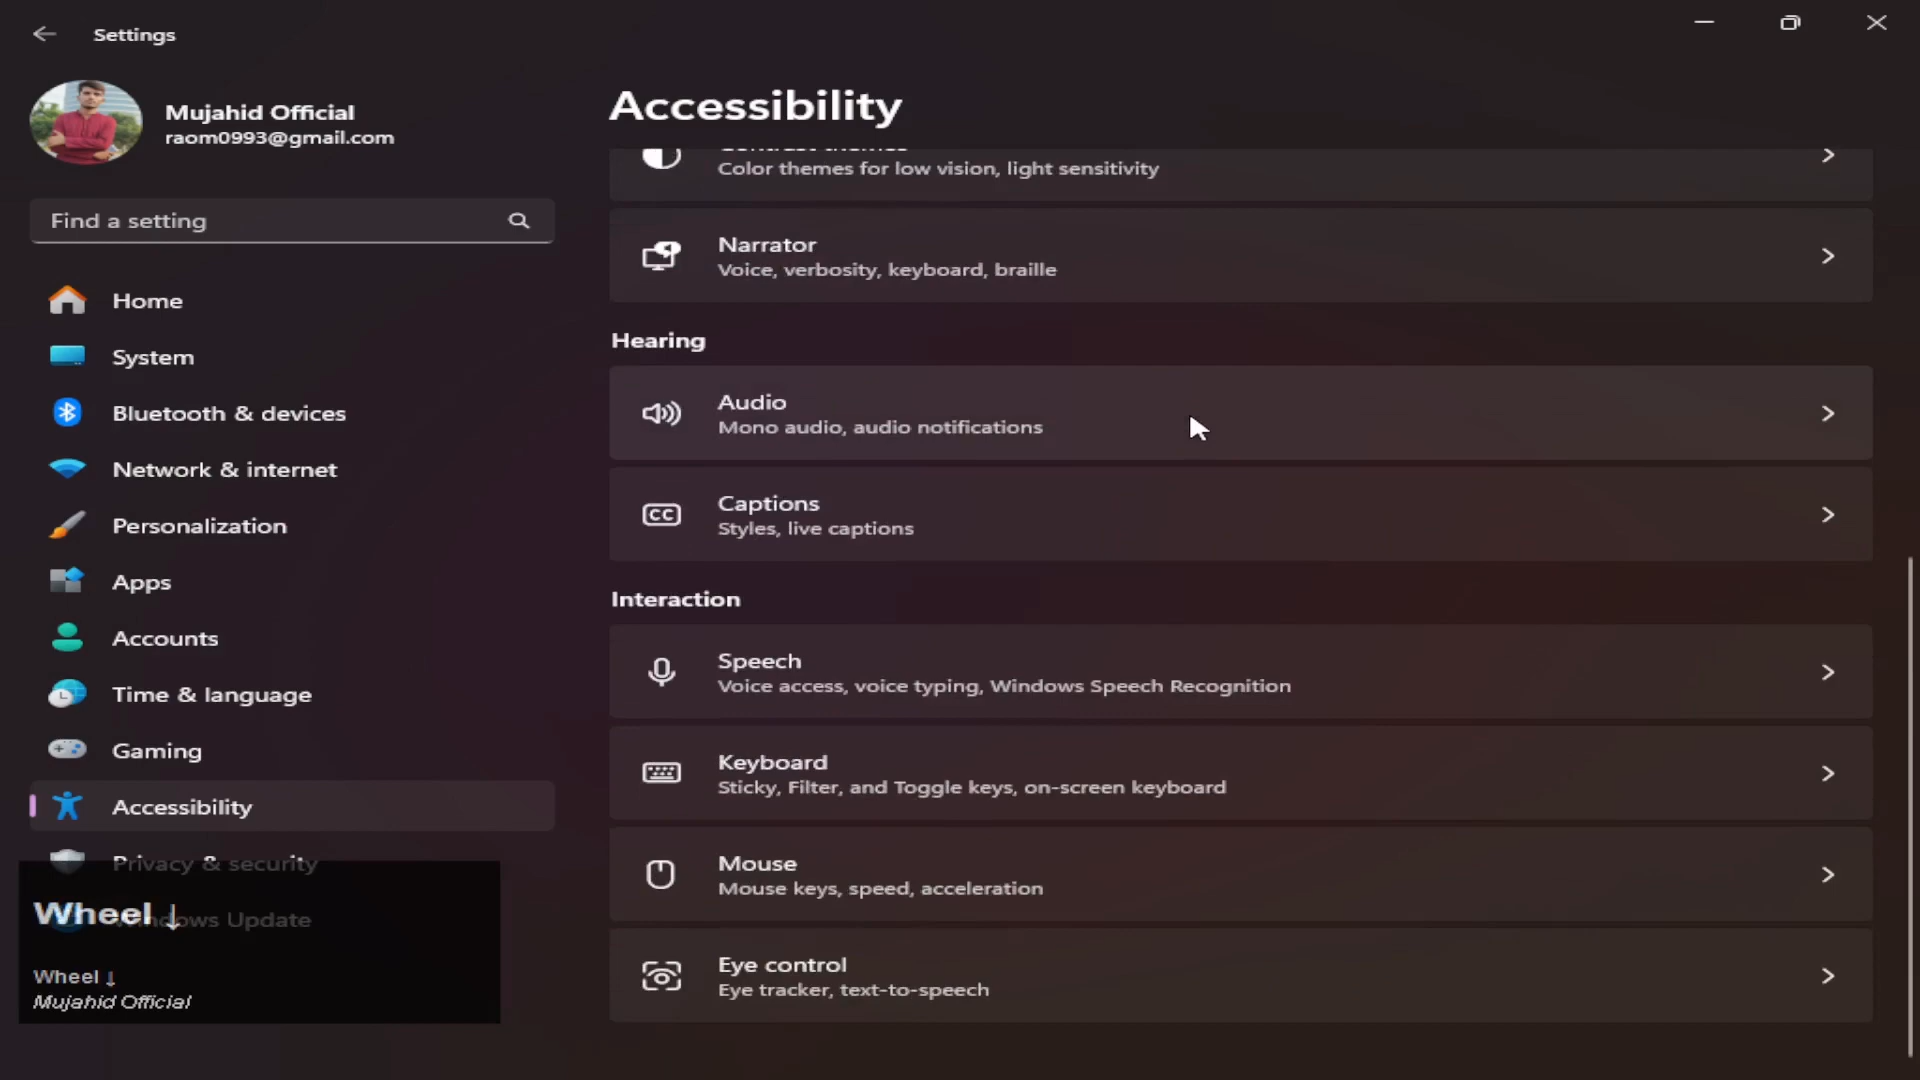 Settings
Mujahid Official
raom0993@gmail.com
Find a setting
Home
System
Bluetooth & devices
Network & internet
Personalization
Apps
Accounts
Time & language
Gaming
Accessibility
Privacy & security
Windows Update
Wheel ↓
Wheel ↓
Mujahid Official
Accessibility
Color themes for low vision, light sensitivity
Narrator
Voice, verbosity, keyboard, braille
Hearing
Audio
Mono audio, audio notifications
Captions
Styles, live captions
Interaction
Speech
Voice access, voice typing, Windows Speech Recognition
Keyboard
Sticky, Filter, and Toggle keys, on-screen keyboard
Mouse
Mouse keys, speed, acceleration
Eye control
Eye tracker, text-to-speech